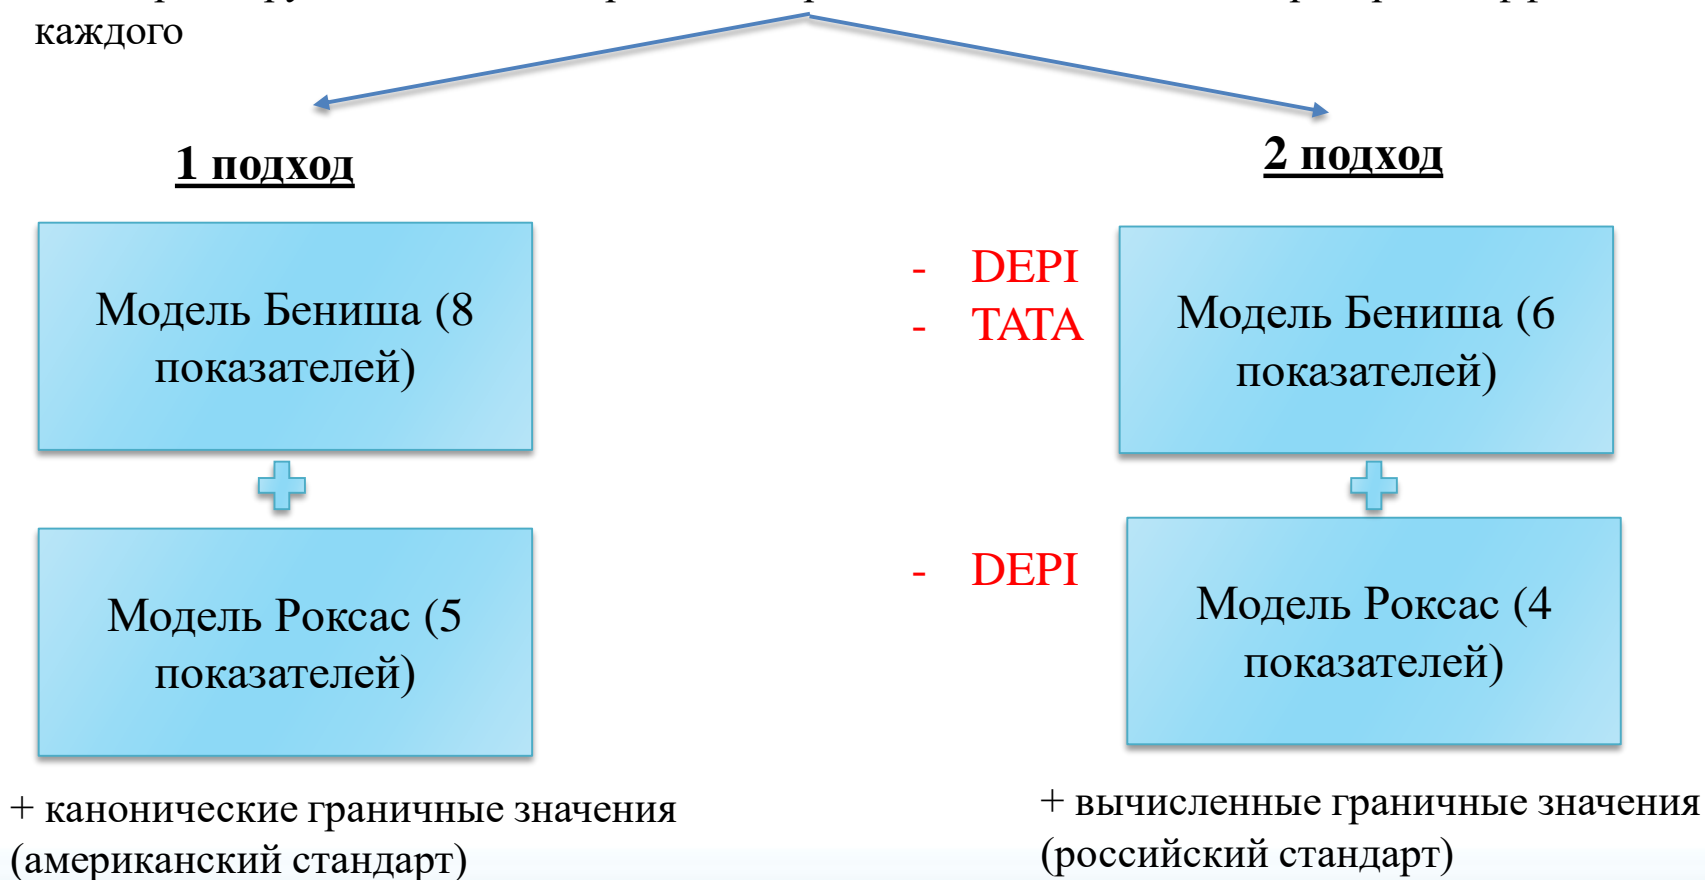 каждого
1 подход
2 подход
Модель Бениша (8
показателей)
- DEPI
- TATA
Модель Бениша (6
показателей)
Модель Роксас (5
показателей)
- DEPI
Модель Роксас (4
показателей)
+ канонические граничные значения
(американский стандарт)
+ вычисленные граничные значения
(российский стандарт)